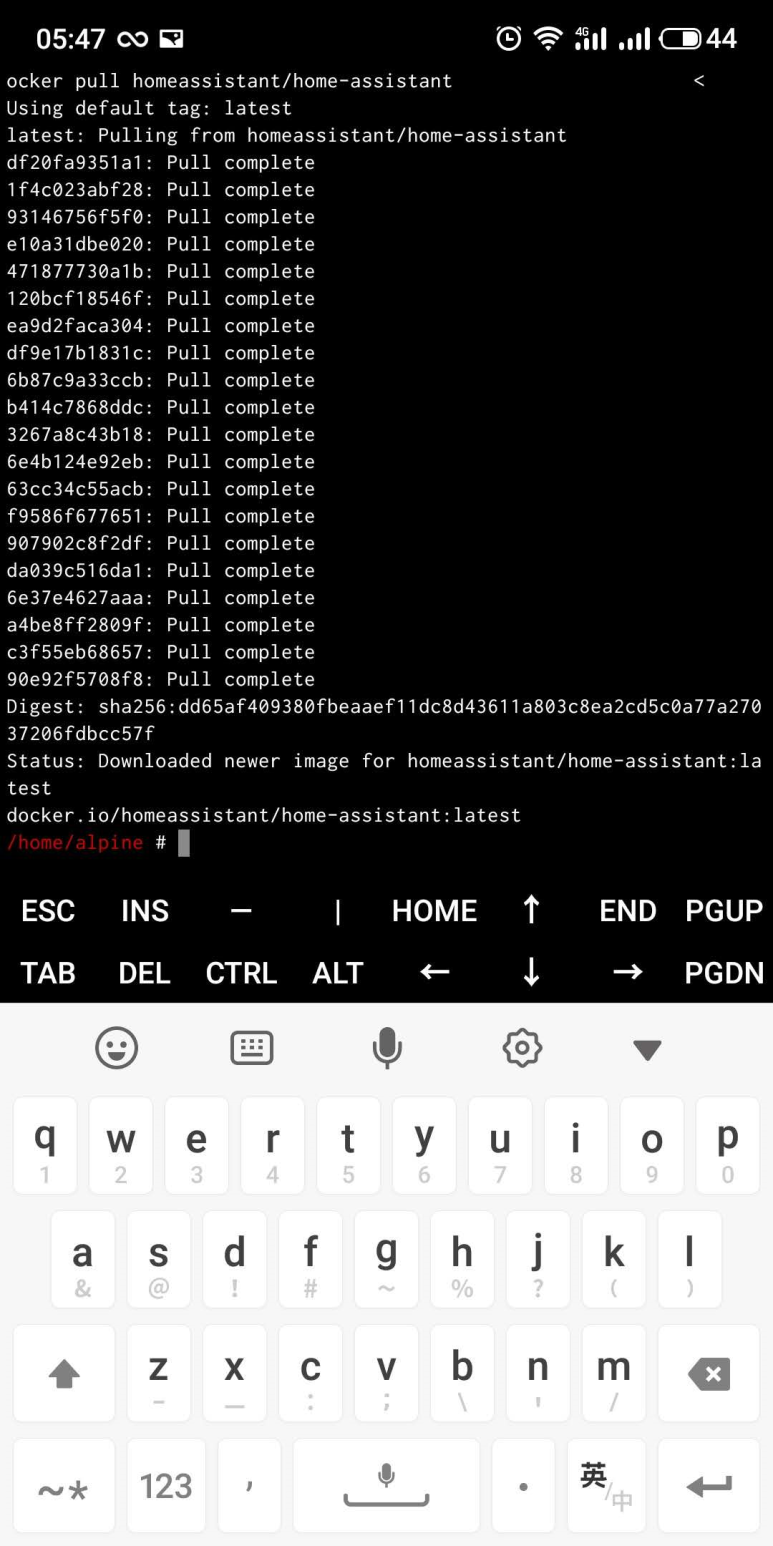 05:47 4G 44
ocker pull homeassistant/home-assistant <
Using default tag: latest
latest: Pulling from homeassistant/home-assistant
df20fa9351a1: Pull complete
1f4c023abf28: Pull complete
93146756f5f0: Pull complete
e10a31dbe020: Pull complete
471877730a1b: Pull complete
120bcf18546f: Pull complete
ea9d2faca304: Pull complete
df9e17b1831c: Pull complete
6b87c9a33ccb: Pull complete
b414c7868ddc: Pull complete
3267a8c43b18: Pull complete
6e4b124e92eb: Pull complete
63cc34c55acb: Pull complete
f9586f677651: Pull complete
907902c8f2df: Pull complete
da039c516da1: Pull complete
6e37e4627aaa: Pull complete
a4be8ff2809f: Pull complete
c3f55eb68657: Pull complete
90e92f5708f8: Pull complete
Digest: sha256:dd65af409380fbeaaef11dc8d43611a803c8ea2cd5c0a77a270
37206fdbcc57f
Status: Downloaded newer image for homeassistant/home-assistant:la
test
docker.io/homeassistant/home-assistant:latest
/home/alpine #
ESC INS — | HOME ↑ END PGUP
TAB DEL CTRL ALT ← ↓ → PGDN
q w e r t y u i o p
1 2 3 4 5 6 7 8 9 0
a s d f g h j k l
& @ ! # ~ % ? ( )
z x c v b n m
- _ : ; \ ' /
~* 123 , . 英/中